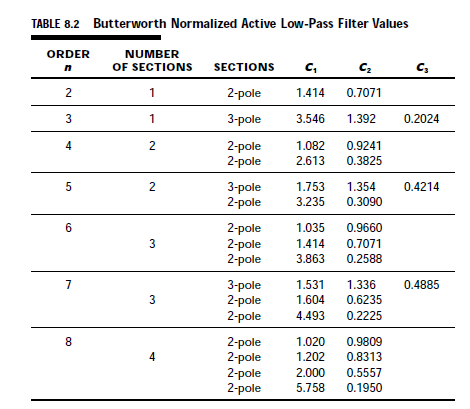 TABLE 8.2 Butterworth Normalized Active Low-Pass Filter Values
ORDER NUMBER
n OF SECTIONS SECTIONS C₁ C₂ C₃
2 1 2-pole 1.414 0.7071
3 1 3-pole 3.546 1.392 0.2024
4 2 2-pole 1.082 0.9241
2-pole 2.613 0.3825
5 2 3-pole 1.753 1.354 0.4214
2-pole 3.235 0.3090
6 2-pole 1.035 0.9660
3 2-pole 1.414 0.7071
2-pole 3.863 0.2588
7 3-pole 1.531 1.336 0.4885
3 2-pole 1.604 0.6235
2-pole 4.493 0.2225
8 2-pole 1.020 0.9809
4 2-pole 1.202 0.8313
2-pole 2.000 0.5557
2-pole 5.758 0.1950